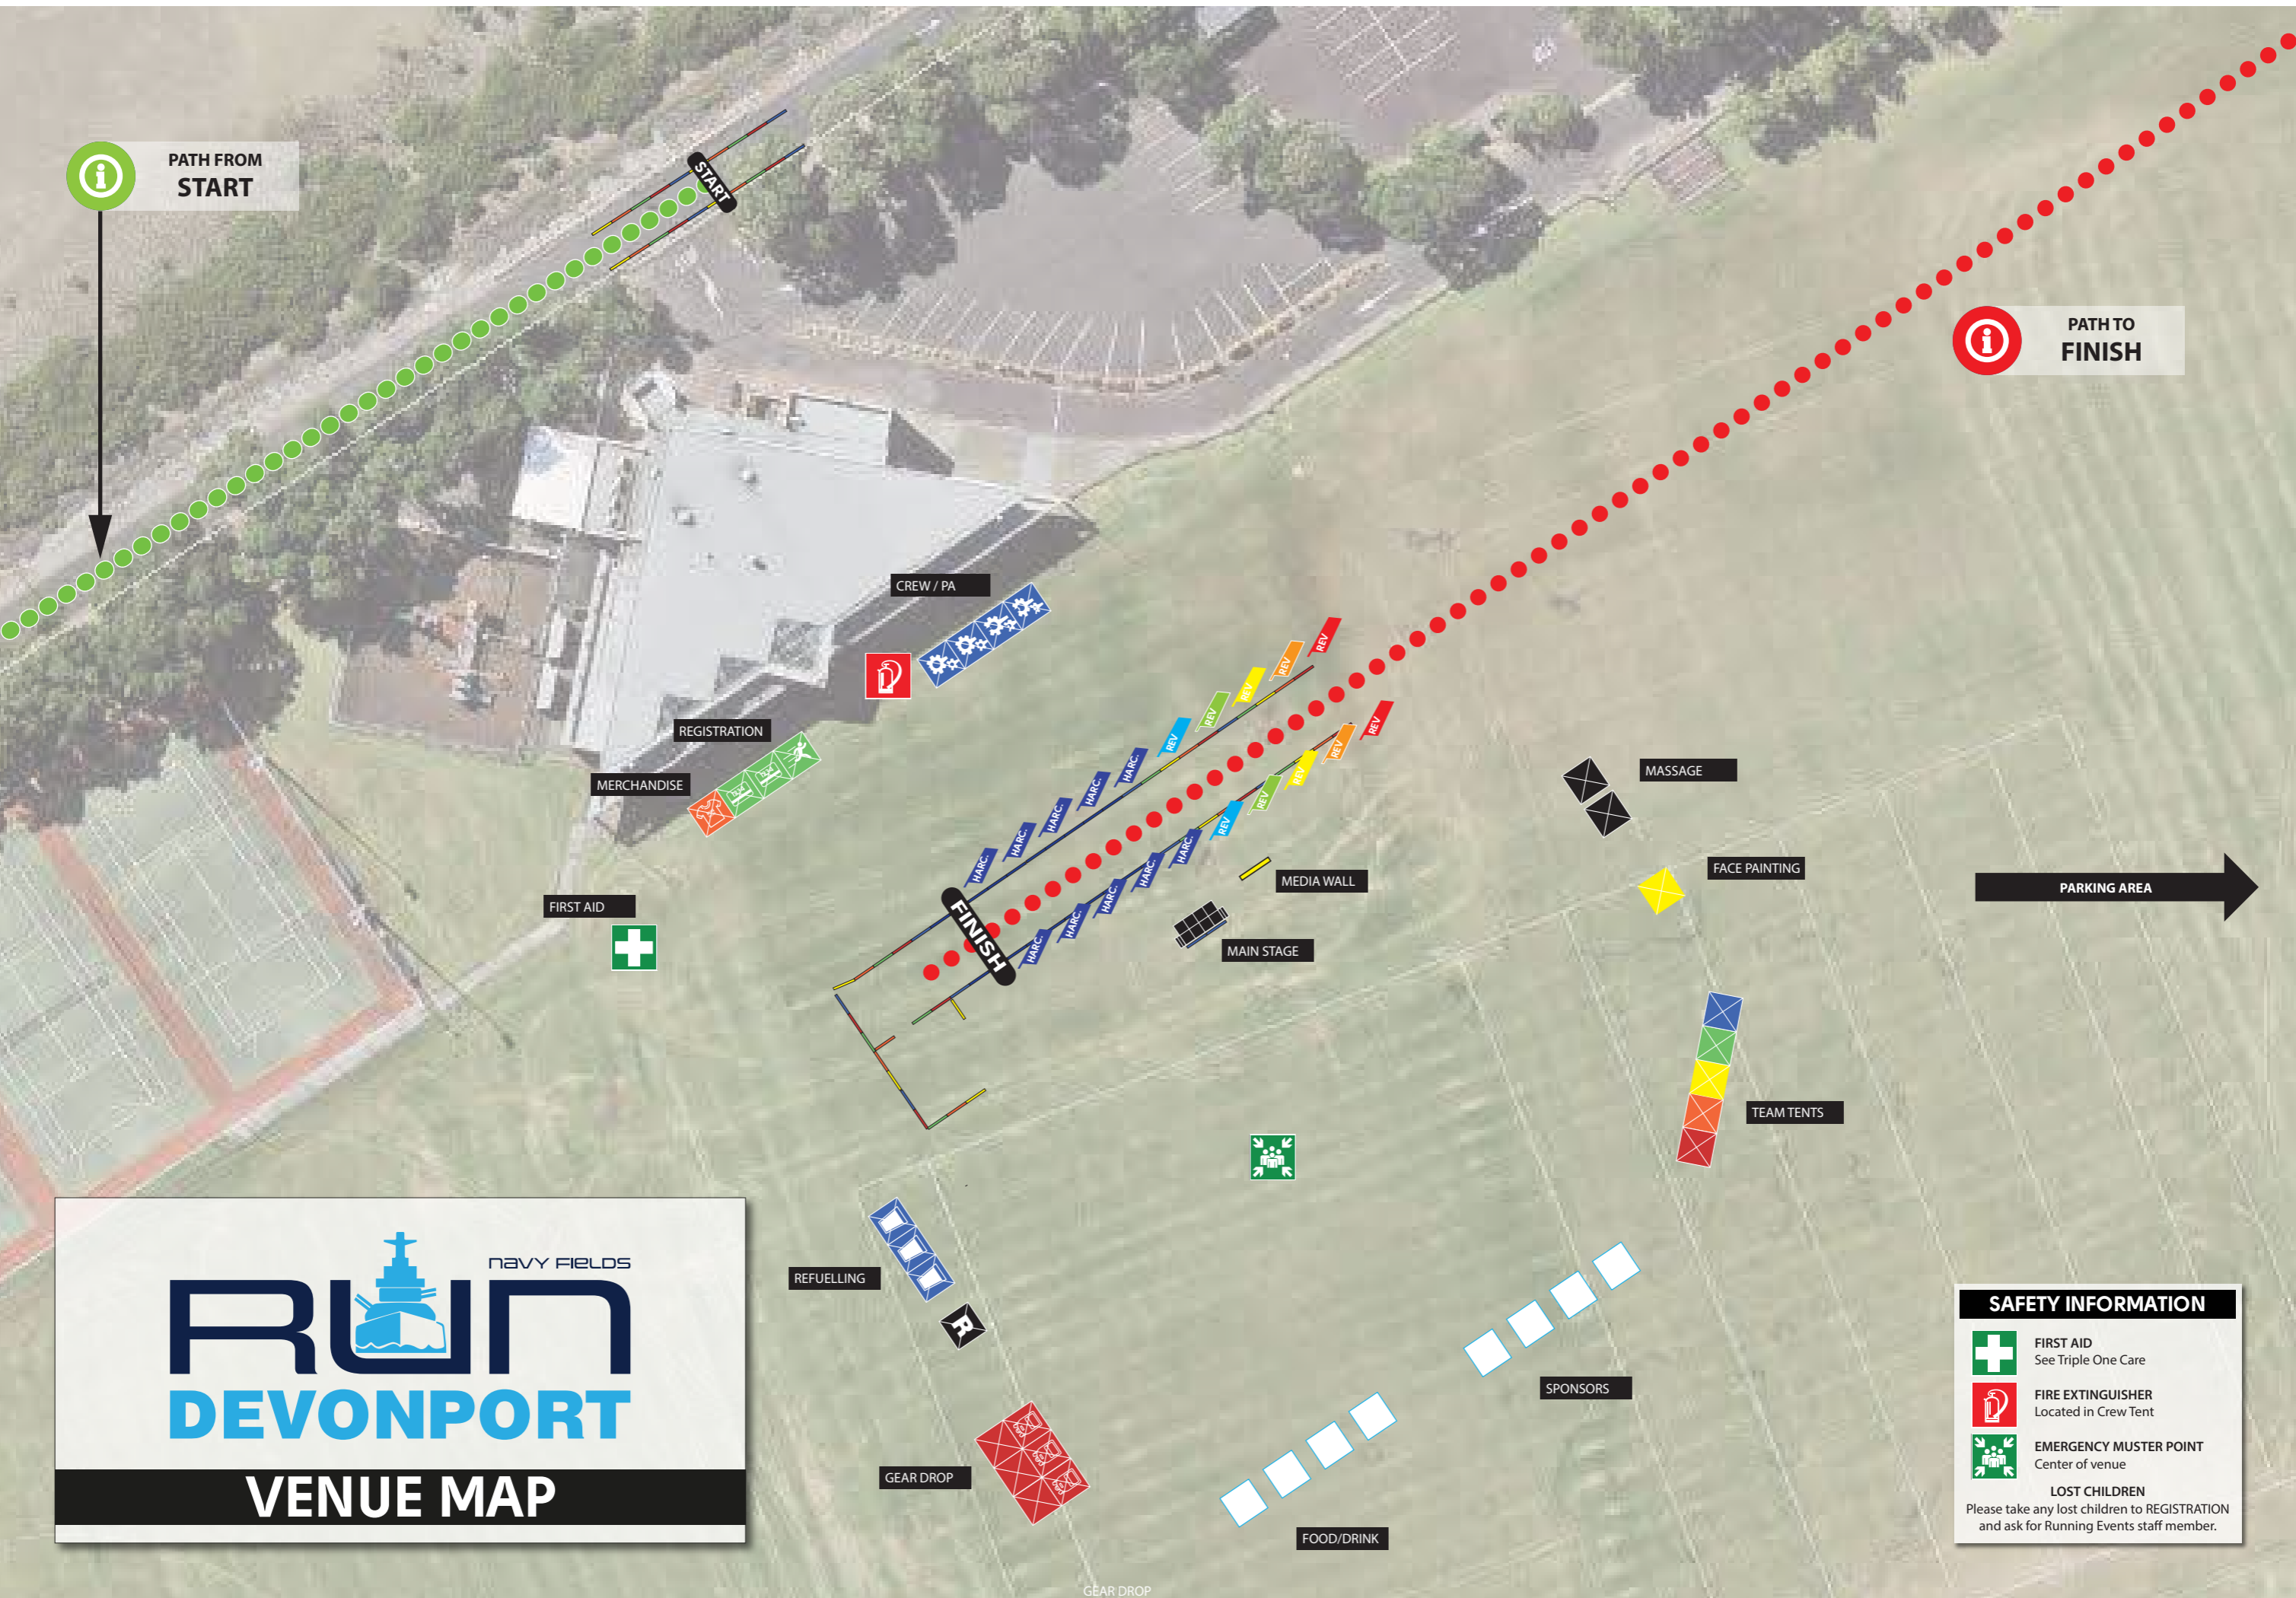 PATH FROM
START
START
PATH TO
FINISH
CREW / PA
REV
REV
REV
REV
REV
REGISTRATION
REV
REV
REV
REV
REV
MERCHANDISE
HARC.
HARC.
HARC.
HARC.
HARC.
HARC.
HARC.
HARC.
HARC.
HARC.
MASSAGE
FACE PAINTING
MEDIA WALL
PARKING AREA
FIRST AID
FINISH
MAIN STAGE
TEAM TENTS
REFUELLING
R
SPONSORS
GEAR DROP
FOOD/DRINK
GEAR DROP
NAVY FIELDS
RUN
DEVONPORT
VENUE MAP
SAFETY INFORMATION
FIRST AID
See Triple One Care
FIRE EXTINGUISHER
Located in Crew Tent
EMERGENCY MUSTER POINT
Center of venue
LOST CHILDREN
Please take any lost children to REGISTRATION
and ask for Running Events staff member.